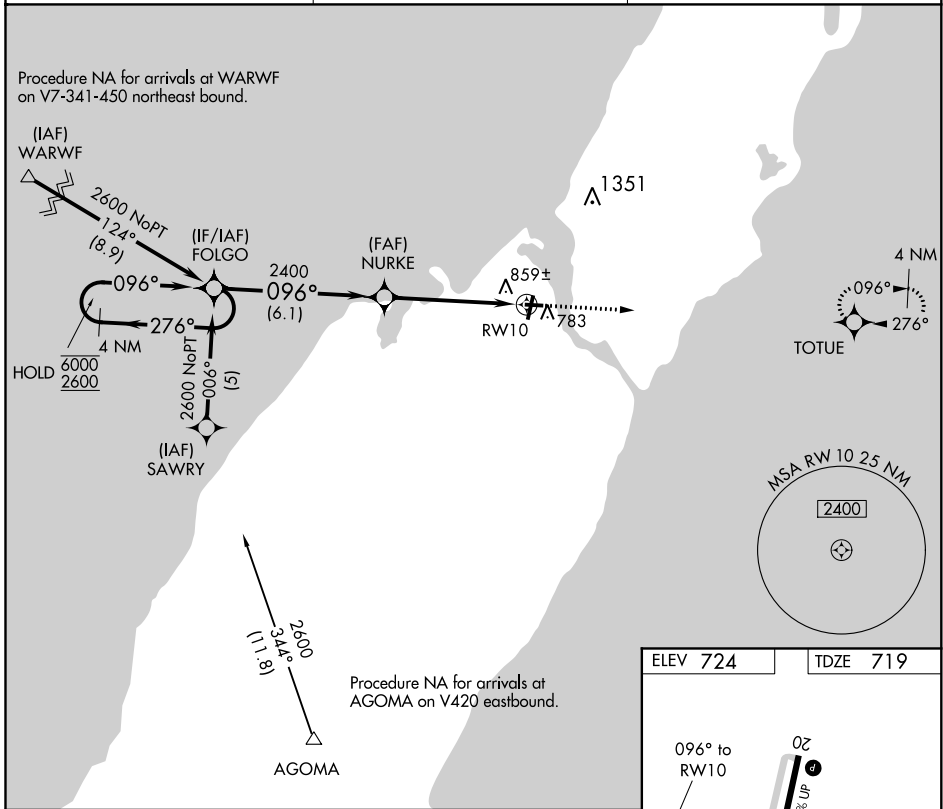 Procedure NA for arrivals at WARWF
on V7-341-450 northeast bound.
(IAF)
WARWF
2600 NoPT
124°
(8.9)
(IF/IAF)
FOLGO
2400
096°
(6.1)
(FAF)
NURKE
1351
859±
783
RW10
096°
276°
4 NM
HOLD 6000
2600
2600 NoPT
006°
(5)
(IAF)
SAWRY
4 NM
096°
276°
TOTUE
MSA RW 10 25 NM
2400
2600
344°
(11.8)
Procedure NA for arrivals at
AGOMA on V420 eastbound.
AGOMA
ELEV 724
TDZE 719
096° to
RW10
20
P
UP